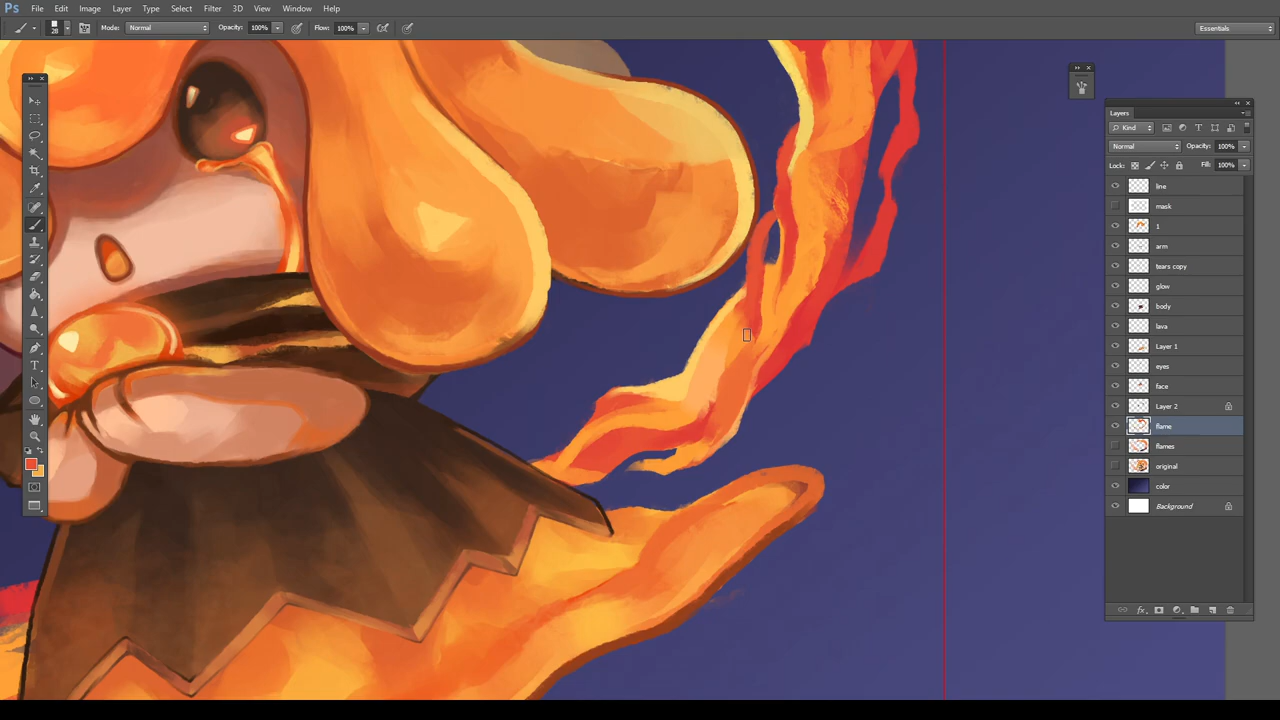 Ps File Edit Image Layer Type Select Filter 3D View Window Help
28 Mode: Normal Opacity: 100% Flow: 100% Essentials
Layers
Kind
Normal Opacity: 100%
Lock: Fill: 100%
line
mask
1
arm
tears copy
glow
body
lava
Layer 1
eyes
face
Layer 2
flame
flames
original
color
Background
fx